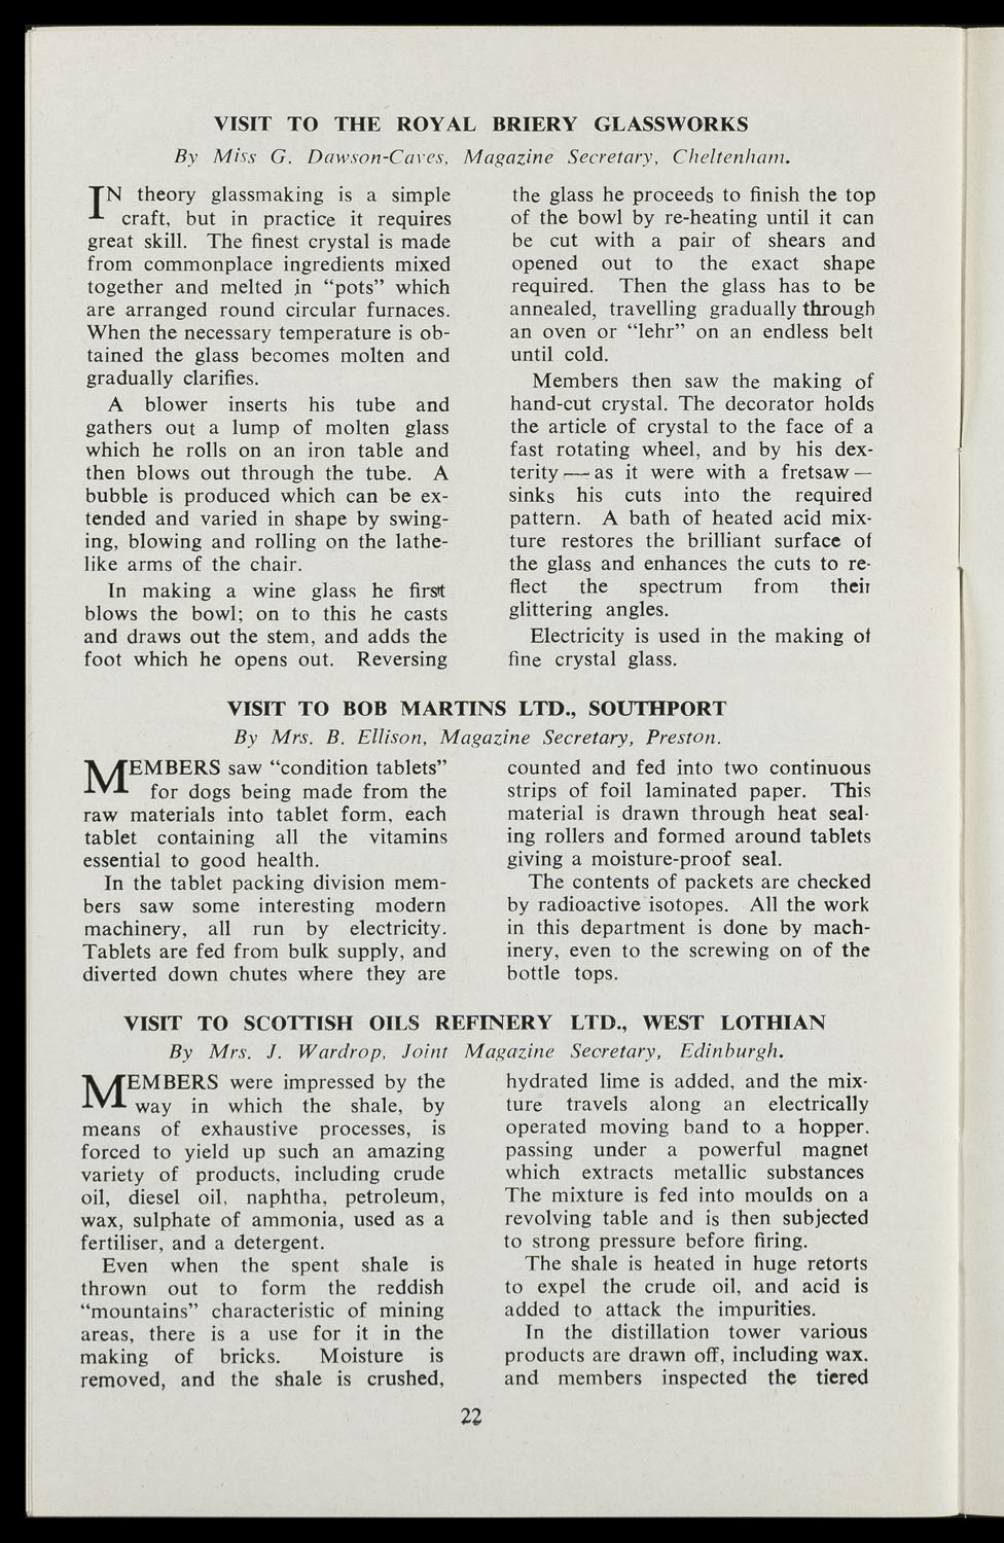 VISIT TO THE ROYAL BRIERY GLASSWORKS
By Miss G. Dawson-Caves, Magazine Secretary, Cheltenham.
IN theory glassmaking is a simple
craft, but in practice it requires
great skill. The finest crystal is made
from commonplace ingredients mixed
together and melted in “pots” which
are arranged round circular furnaces.
When the necessary temperature is ob-
tained the glass becomes molten and
gradually clarifies.
A blower inserts his tube and
gathers out a lump of molten glass
which he rolls on an iron table and
then blows out through the tube. A
bubble is produced which can be ex-
tended and varied in shape by swing-
ing, blowing and rolling on the lathe-
like arms of the chair.
In making a wine glass he first
blows the bowl; on to this he casts
and draws out the stem, and adds the
foot which he opens out. Reversing
the glass he proceeds to finish the top
of the bowl by re-heating until it can
be cut with a pair of shears and
opened out to the exact shape
required. Then the glass has to be
annealed, travelling gradually through
an oven or “lehr” on an endless belt
until cold.
Members then saw the making of
hand-cut crystal. The decorator holds
the article of crystal to the face of a
fast rotating wheel, and by his dex-
terity — as it were with a fretsaw —
sinks his cuts into the required
pattern. A bath of heated acid mix-
ture restores the brilliant surface of
the glass and enhances the cuts to re-
flect the spectrum from their
glittering angles.
Electricity is used in the making of
fine crystal glass.
VISIT TO BOB MARTINS LTD., SOUTHPORT
By Mrs. B. Ellison, Magazine Secretary, Preston.
MEMBERS saw “condition tablets”
for dogs being made from the
raw materials into tablet form, each
tablet containing all the vitamins
essential to good health.
In the tablet packing division mem-
bers saw some interesting modern
machinery, all run by electricity.
Tablets are fed from bulk supply, and
diverted down chutes where they are
counted and fed into two continuous
strips of foil laminated paper. This
material is drawn through heat seal-
ing rollers and formed around tablets
giving a moisture-proof seal.
The contents of packets are checked
by radioactive isotopes. All the work
in this department is done by mach-
inery, even to the screwing on of the
bottle tops.
VISIT TO SCOTTISH OILS REFINERY LTD., WEST LOTHIAN
By Mrs. J. Wardrop, Joint Magazine Secretary, Edinburgh.
MEMBERS were impressed by the
way in which the shale, by
means of exhaustive processes, is
forced to yield up such an amazing
variety of products, including crude
oil, diesel oil, naphtha, petroleum,
wax, sulphate of ammonia, used as a
fertiliser, and a detergent.
Even when the spent shale is
thrown out to form the reddish
“mountains” characteristic of mining
areas, there is a use for it in the
making of bricks. Moisture is
removed, and the shale is crushed,
hydrated lime is added, and the mix-
ture travels along an electrically
operated moving band to a hopper.
passing under a powerful magnet
which extracts metallic substances
The mixture is fed into moulds on a
revolving table and is then subjected
to strong pressure before firing.
The shale is heated in huge retorts
to expel the crude oil, and acid is
added to attack the impurities.
In the distillation tower various
products are drawn off, including wax.
and members inspected the tiered
22